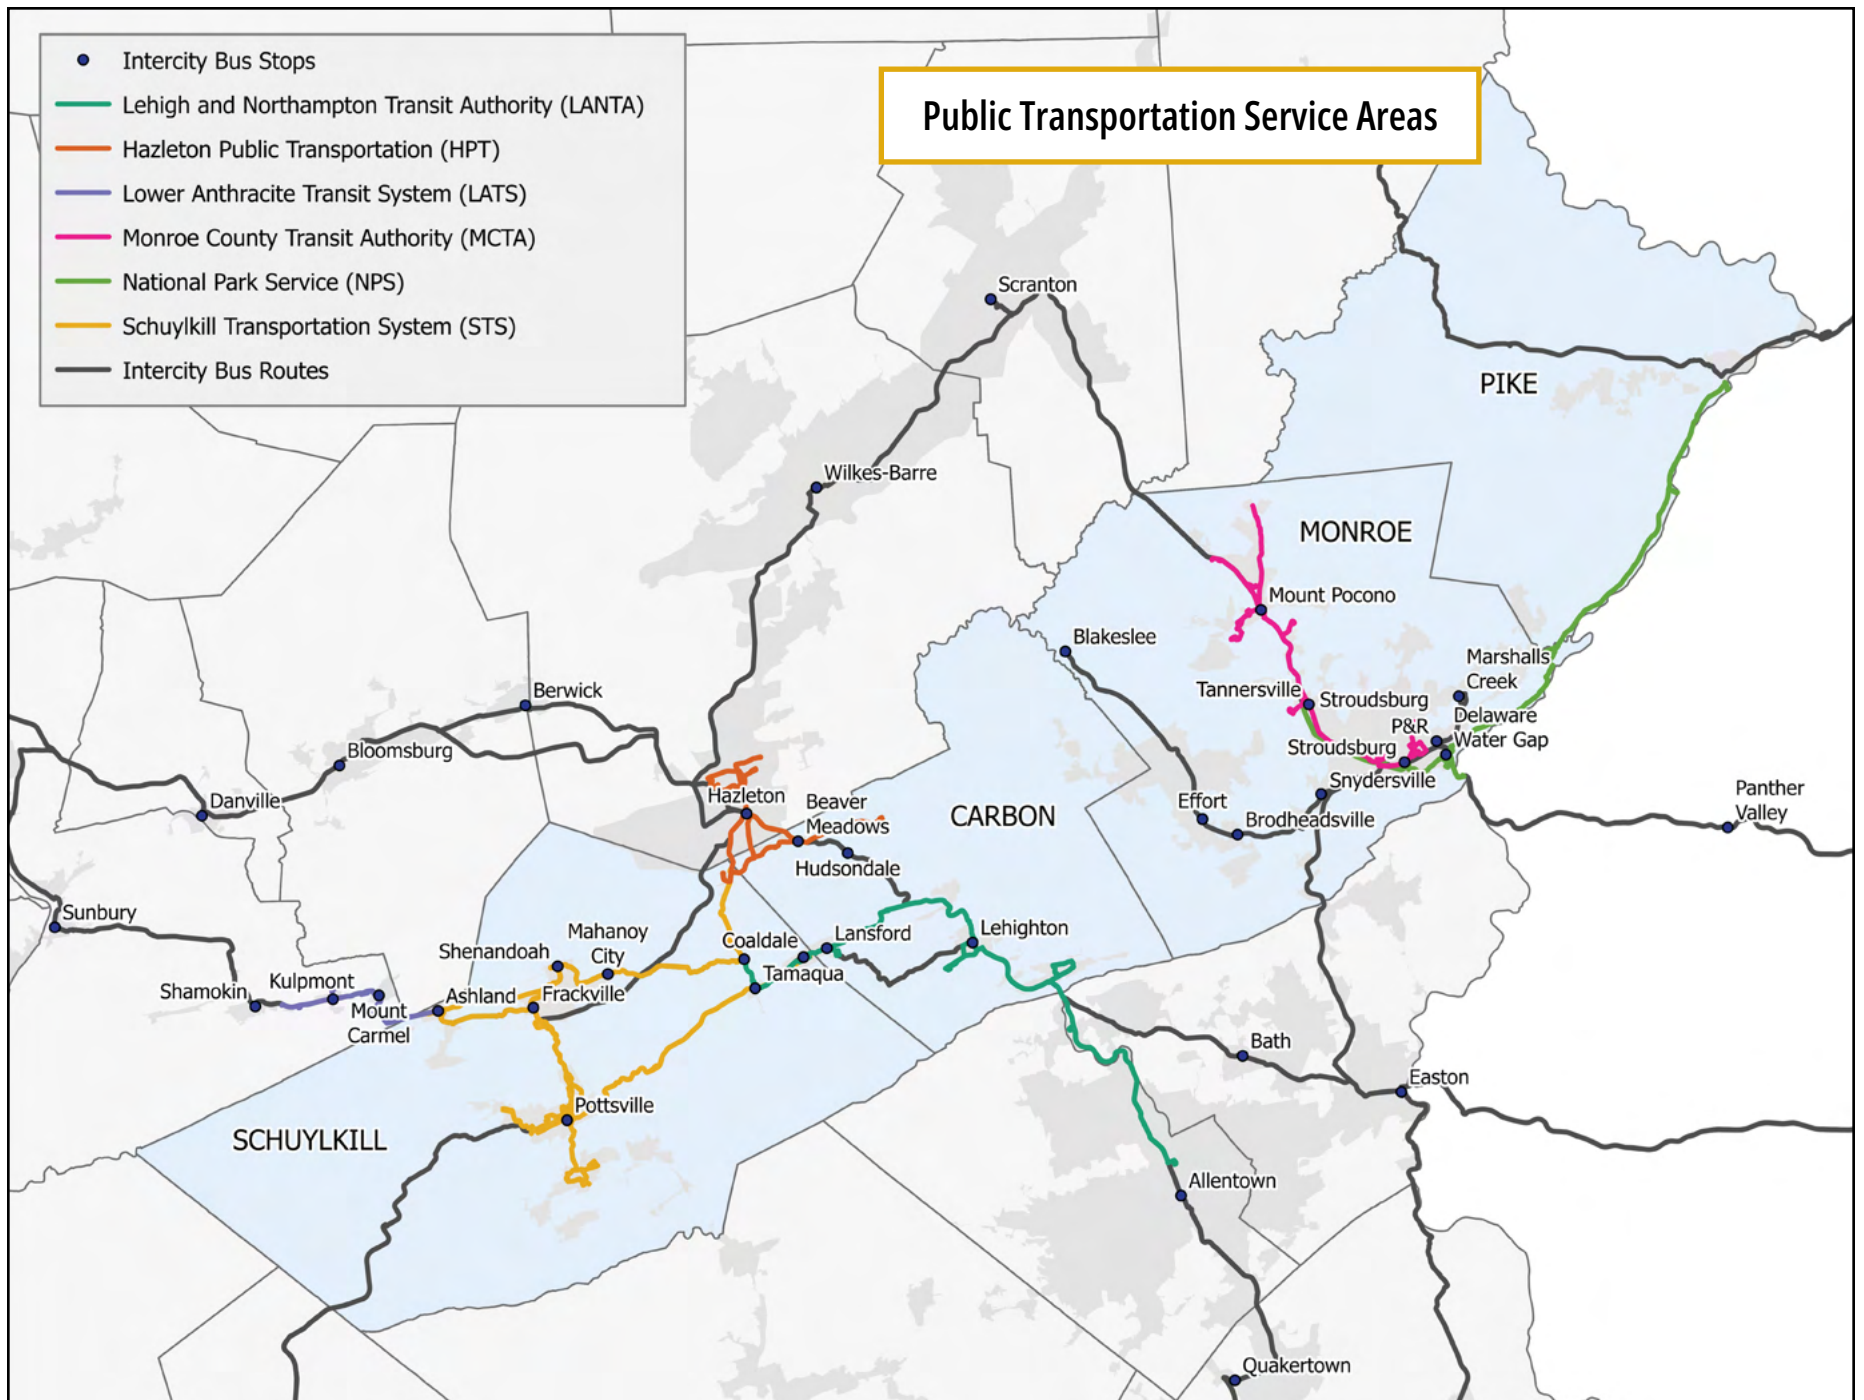 Public Transportation Service Areas
Intercity Bus Stops
Lehigh and Northampton Transit Authority (LANTA)
Hazleton Public Transportation (HPT)
Lower Anthracite Transit System (LATS)
Monroe County Transit Authority (MCTA)
National Park Service (NPS)
Schuylkill Transportation System (STS)
Intercity Bus Routes
Scranton
PIKE
Wilkes-Barre
MONROE
Mount Pocono
Blakeslee
Marshalls
Creek
Tannersville
Stroudsburg
P&R
Delaware
Water Gap
Stroudsburg
Snydersville
Berwick
Bloomsburg
Danville
Hazleton
Beaver
Meadows
Hudsondale
CARBON
Effort
Brodheadsville
Panther
Valley
Sunbury
Shenandoah
Mahanoy
City
Coaldale
Lansford
Lehighton
Tamaqua
Shamokin
Kulpmont
Mount
Carmel
Ashland
Frackville
Bath
Easton
Pottsville
SCHUYLKILL
Allentown
Quakertown